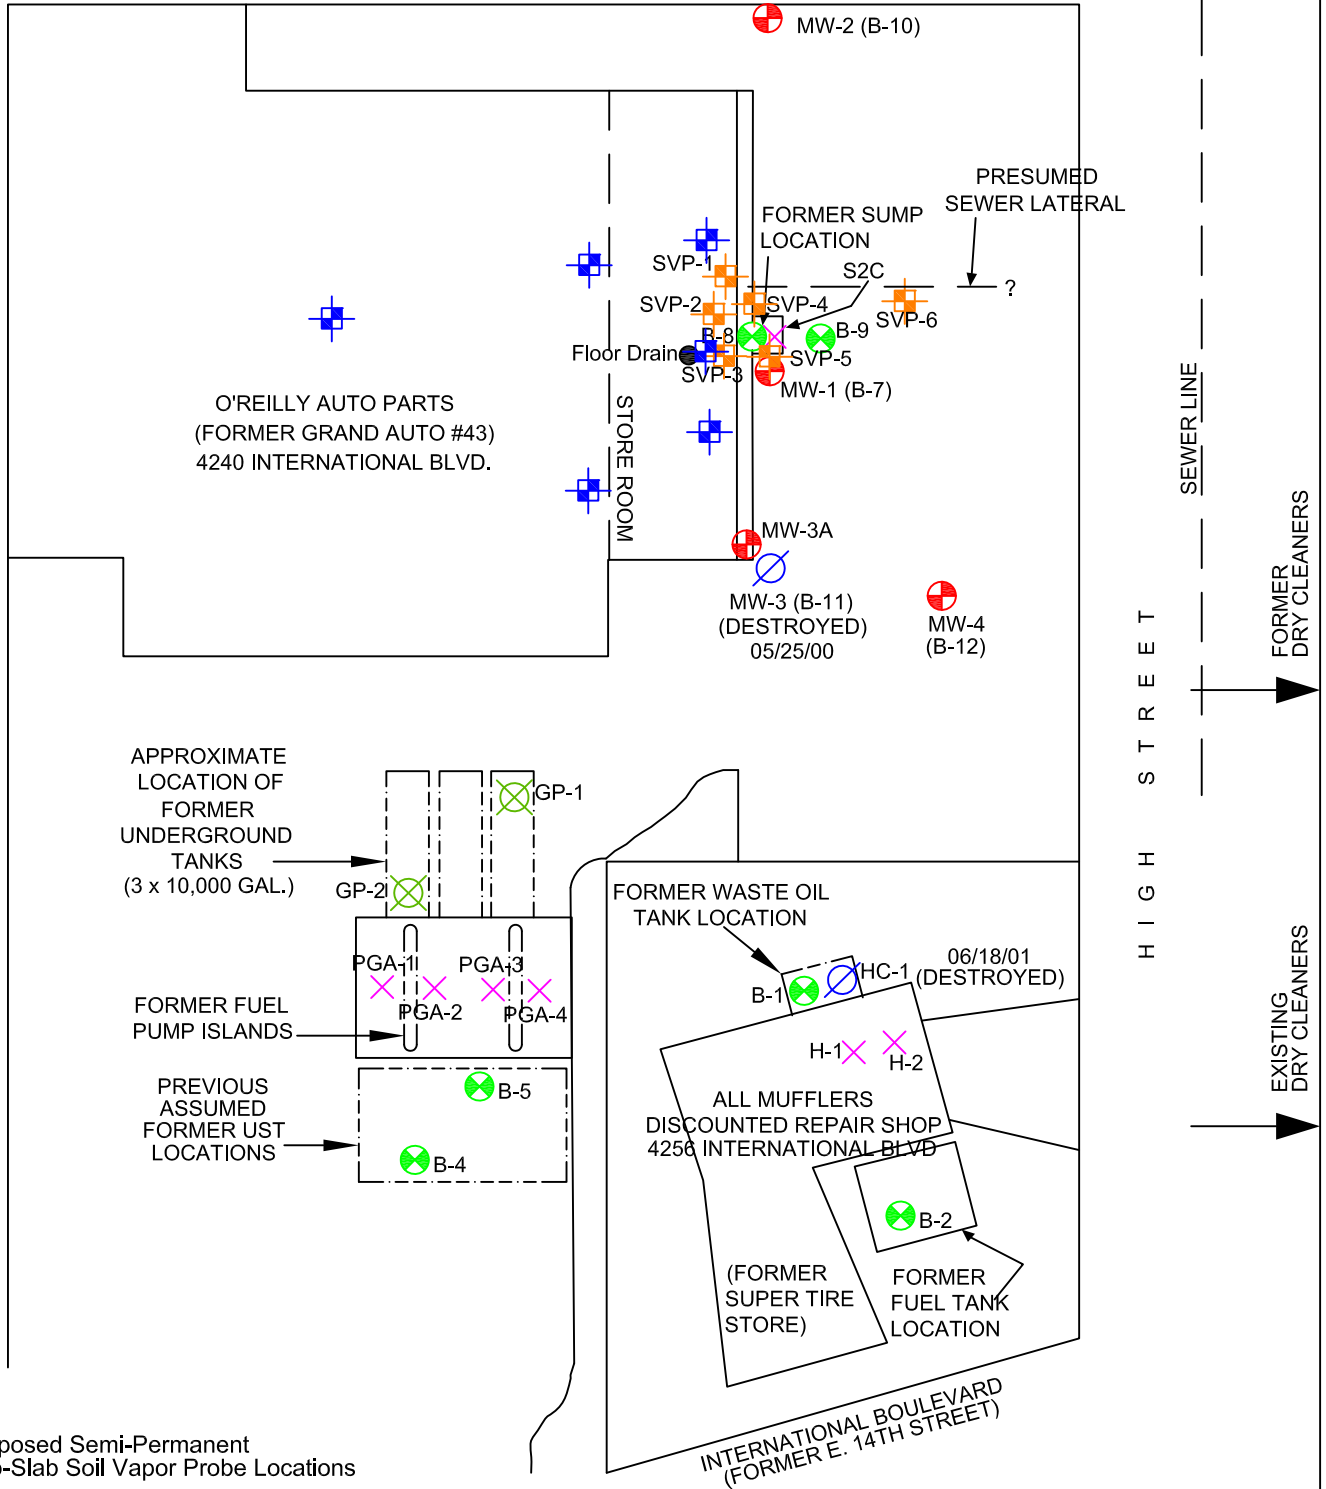 MW-2 (B-10)
PRESUMED
SEWER LATERAL
FORMER SUMP
LOCATION
SVP-1
S2C
?
SVP-2
SVP-4
SVP-6
B-8
B-9
Floor Drain
SVP-3
SVP-5
MW-1 (B-7)
O'REILLY AUTO PARTS
(FORMER GRAND AUTO #43)
4240 INTERNATIONAL BLVD.
STORE ROOM
SEWER LINE
MW-3A
MW-3 (B-11)
(DESTROYED)
05/25/00
MW-4
(B-12)
FORMER
DRY CLEANERS
HIGH STREET
APPROXIMATE
LOCATION OF
FORMER
UNDERGROUND
TANKS
(3 x 10,000 GAL.)
GP-1
GP-2
FORMER WASTE OIL
TANK LOCATION
06/18/01
(DESTROYED)
HC-1
B-1
PGA-1
PGA-3
PGA-2
PGA-4
FORMER FUEL
PUMP ISLANDS
H-1
H-2
EXISTING
DRY CLEANERS
PREVIOUS
ASSUMED
FORMER UST
LOCATIONS
B-5
B-4
ALL MUFFLERS
DISCOUNTED REPAIR SHOP
4256 INTERNATIONAL BLVD
B-2
(FORMER
SUPER TIRE
STORE)
FORMER
FUEL TANK
LOCATION
INTERNATIONAL BOULEVARD
(FORMER E. 14TH STREET)
posed Semi-Permanent
-Slab Soil Vapor Probe Locations